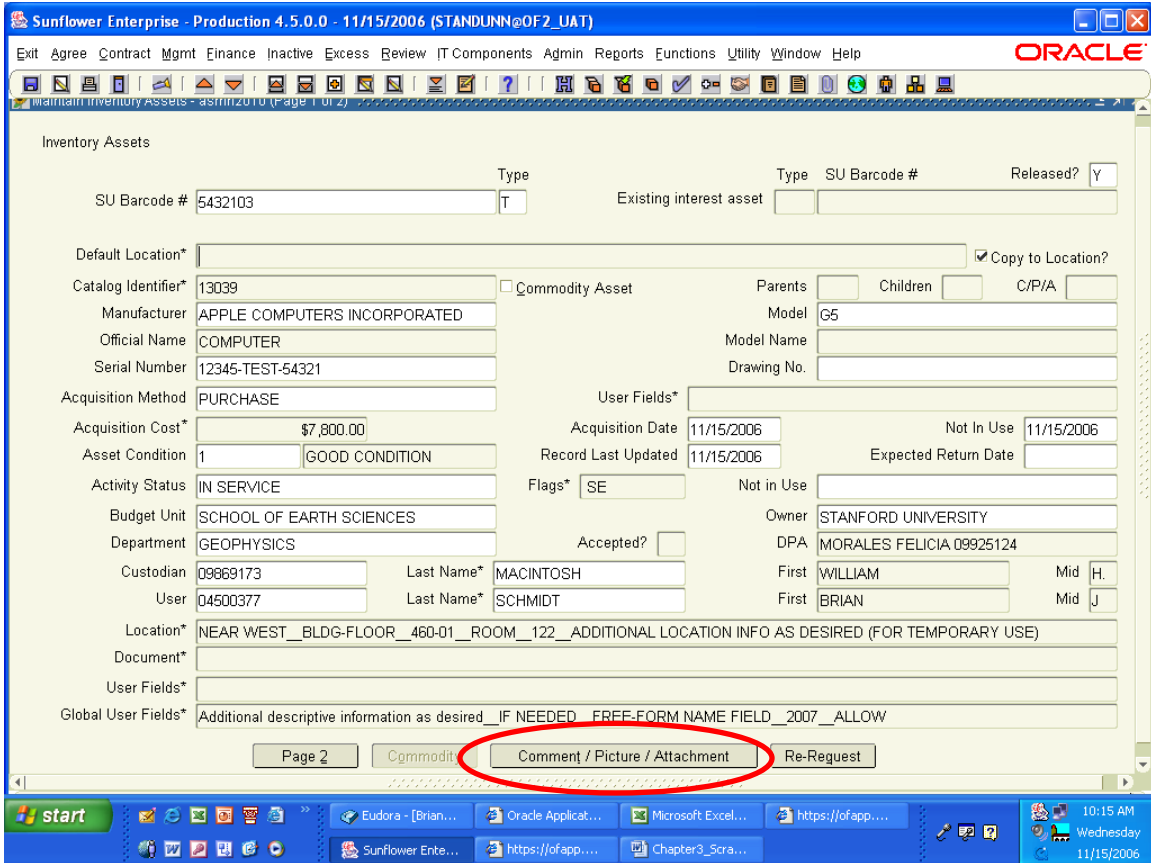 Sunflower Enterprise - Production 4.5.0.0 - 11/15/2006 (STANDUNN@OF2_UAT)
Exit Agree Contract Mgmt Finance Inactive Excess Review IT Components Admin Reports Functions Utility Window Help ORACLE
Maintain Inventory Assets - asmin2010 (Page 1 of 2)
Inventory Assets
Type Type SU Barcode # Released? Y
SU Barcode # 5432103 T Existing interest asset
Default Location* Copy to Location?
Catalog Identifier* 13039 Commodity Asset Parents Children C/P/A
Manufacturer APPLE COMPUTERS INCORPORATED Model G5
Official Name COMPUTER Model Name
Serial Number 12345-TEST-54321 Drawing No.
Acquisition Method PURCHASE User Fields*
Acquisition Cost* $7,800.00 Acquisition Date 11/15/2006 Not In Use 11/15/2006
Asset Condition 1 GOOD CONDITION Record Last Updated 11/15/2006 Expected Return Date
Activity Status IN SERVICE Flags* SE Not in Use
Budget Unit SCHOOL OF EARTH SCIENCES Owner STANFORD UNIVERSITY
Department GEOPHYSICS Accepted? DPA MORALES FELICIA 09925124
Custodian 09869173 Last Name* MACINTOSH First WILLIAM Mid H.
User 04500377 Last Name* SCHMIDT First BRIAN Mid J
Location* NEAR WEST__BLDG-FLOOR__460-01__ROOM__122__ADDITIONAL LOCATION INFO AS DESIRED (FOR TEMPORARY USE)
Document*
User Fields*
Global User Fields* Additional descriptive information as desired__IF NEEDED__FREE-FORM NAME FIELD__2007__ALLOW
Page 2 Commodity Comment / Picture / Attachment Re-Request
start Eudora - [Brian... Oracle Applicat... Microsoft Excel... https://ofapp.... 10:15 AM
Wednesday
Sunflower Ente... https://ofapp.... Chapter3_Scra... 11/15/2006